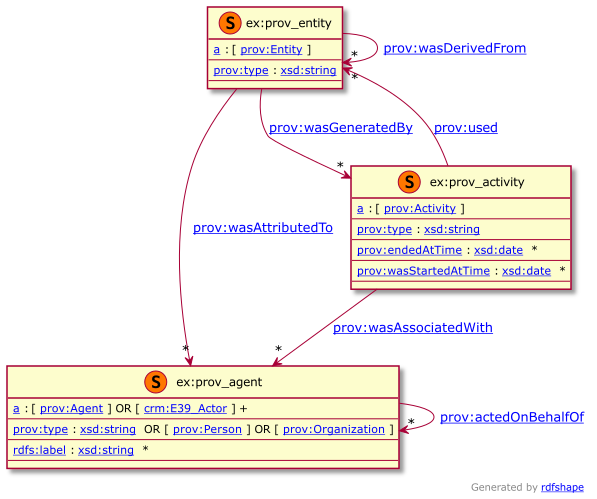 S ex:prov_entity
a : [ prov:Entity ]
prov:type : xsd:string
prov:wasDerivedFrom
*
*
prov:wasGeneratedBy
prov:used
*
S ex:prov_activity
a : [ prov:Activity ]
prov:type : xsd:string
prov:endedAtTime : xsd:date *
prov:wasStartedAtTime : xsd:date *
prov:wasAttributedTo
prov:wasAssociatedWith
*
*
S ex:prov_agent
a : [ prov:Agent ] OR [ crm:E39_Actor ] +
prov:type : xsd:string OR [ prov:Person ] OR [ prov:Organization ]
rdfs:label : xsd:string *
prov:actedOnBehalfOf
*
Generated by rdfshape